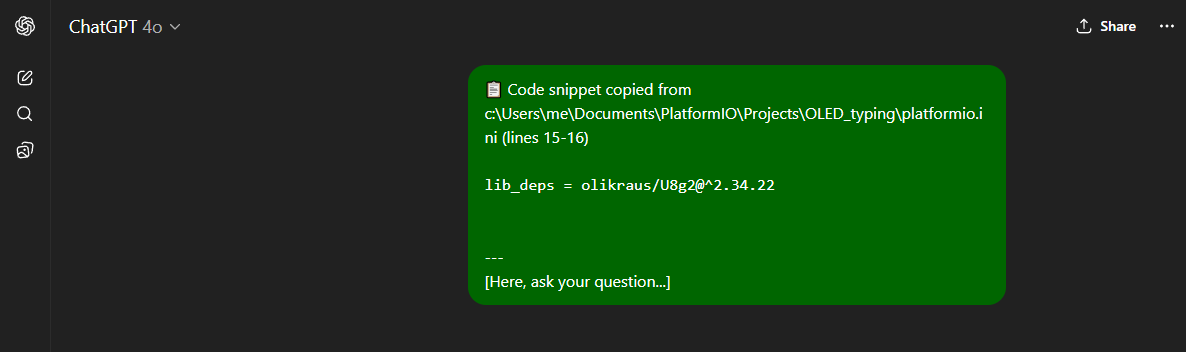 ChatGPT 4o
Share
📋 Code snippet copied from
c:\Users\me\Documents\PlatformIO\Projects\OLED_typing\platformio.i
ni (lines 15-16)
lib_deps = olikraus/U8g2@^2.34.22
---
[Here, ask your question...]